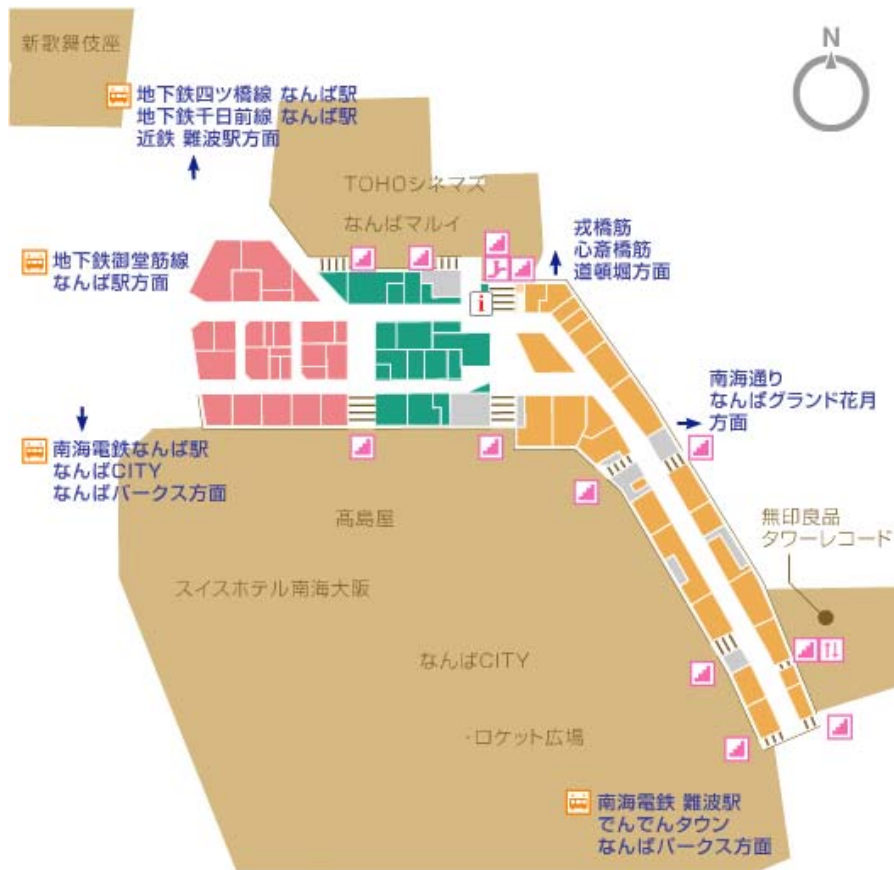 新歌舞伎座
N
地下鉄四ツ橋線 なんば駅
地下鉄千日前線 なんば駅
近鉄 難波駅方面
TOHOシネマズ
なんばマルイ
戎橋筋
心斎橋筋
道頓堀方面
地下鉄御堂筋線
なんば駅方面
i
南海通り
なんばグランド花月
方面
南海電鉄なんば駅
なんばCITY
なんばパークス方面
髙島屋
無印良品
タワーレコード
スイスホテル南海大阪
なんばCITY
・ロケット広場
南海電鉄 難波駅
でんでんタウン
なんばパークス方面